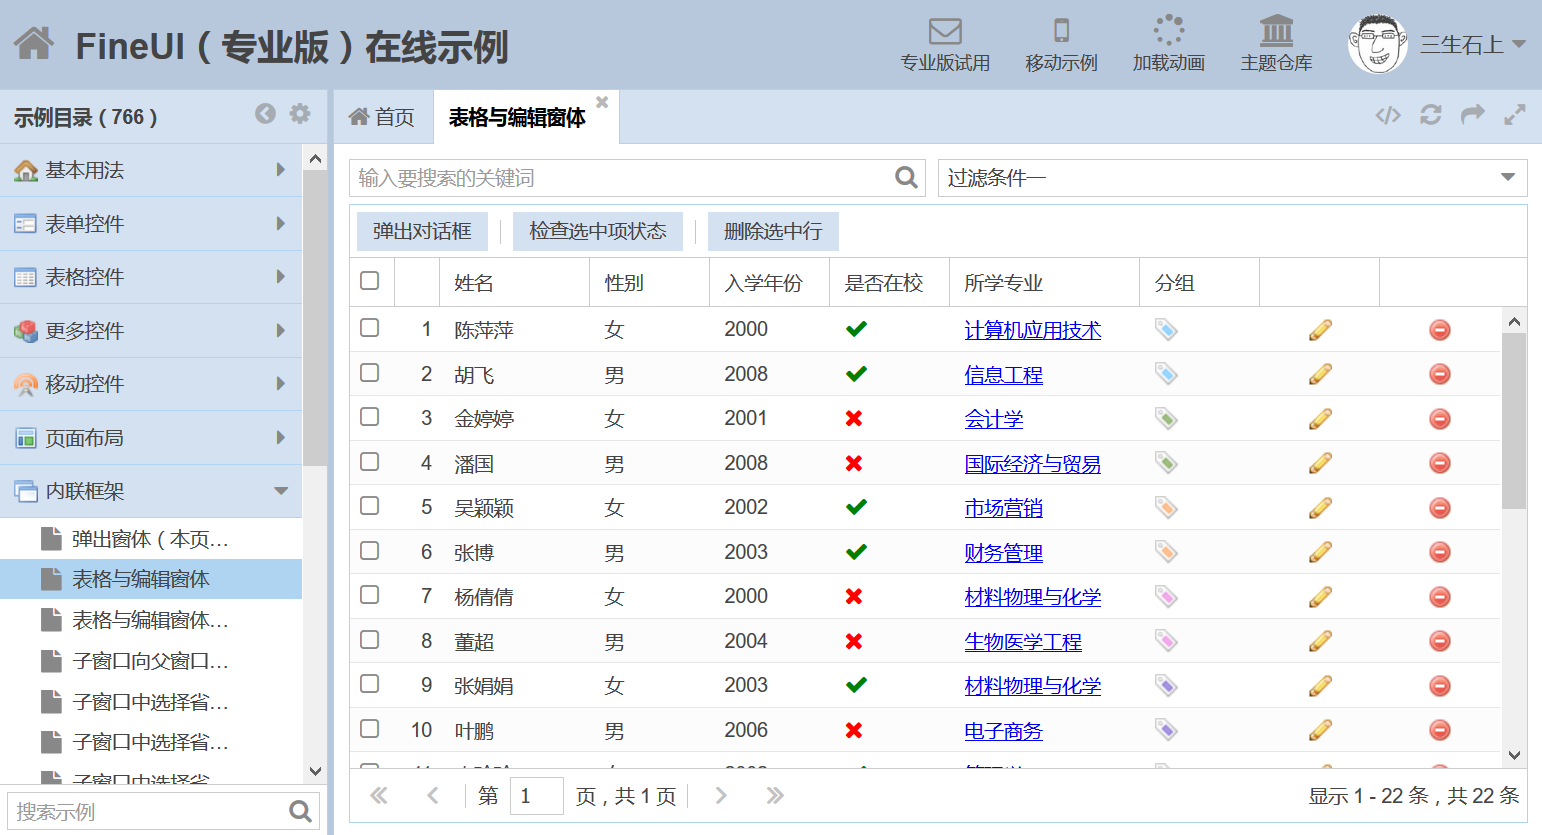 FineUI（专业版）在线示例
专业版试用 移动示例 加载动画 主题仓库 三生石上
示例目录（766）
首页 表格与编辑窗体
基本用法
表单控件
表格控件
更多控件
移动控件
页面布局
内联框架
弹出窗体（本页...
表格与编辑窗体
表格与编辑窗体...
子窗口向父窗口...
子窗口中选择省...
子窗口中选择省...
子窗口中选择省...
搜索示例
输入要搜索的关键词 过滤条件一
弹出对话框 检查选中项状态 删除选中行
姓名 性别 入学年份 是否在校 所学专业 分组
1 陈萍萍 女 2000 计算机应用技术
2 胡飞 男 2008 信息工程
3 金婷婷 女 2001 会计学
4 潘国 男 2008 国际经济与贸易
5 吴颖颖 女 2002 市场营销
6 张博 男 2003 财务管理
7 杨倩倩 女 2000 材料物理与化学
8 董超 男 2004 生物医学工程
9 张娟娟 女 2003 材料物理与化学
10 叶鹏 男 2006 电子商务
第 1 页，共 1 页 显示 1 - 22 条，共 22 条